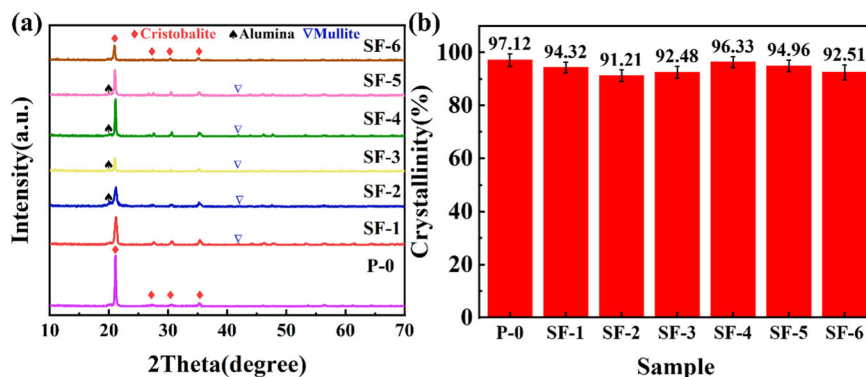 (a)
♦Cristobalite ♠Alumina ▽Mullite
SF-6
SF-5
SF-4
SF-3
SF-2
SF-1
P-0
Intensity(a.u.)
10 20 30 40 50 60 70
2Theta(degree)
(b)
97.12 94.32 91.21 92.48 96.33 94.96 92.51
100
80
60
40
20
0
Crystallinity(%)
P-0 SF-1 SF-2 SF-3 SF-4 SF-5 SF-6
Sample